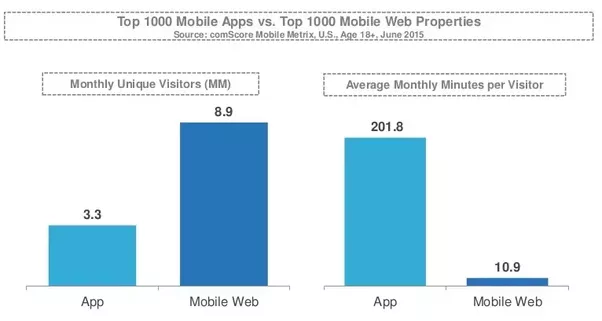 Top 1000 Mobile Apps vs. Top 1000 Mobile Web Properties
Source: comScore Mobile Metrix, U.S., Age 18+, June 2015
Monthly Unique Visitors (MM)
8.9
3.3
App
Mobile Web
Average Monthly Minutes per Visitor
201.8
10.9
App
Mobile Web